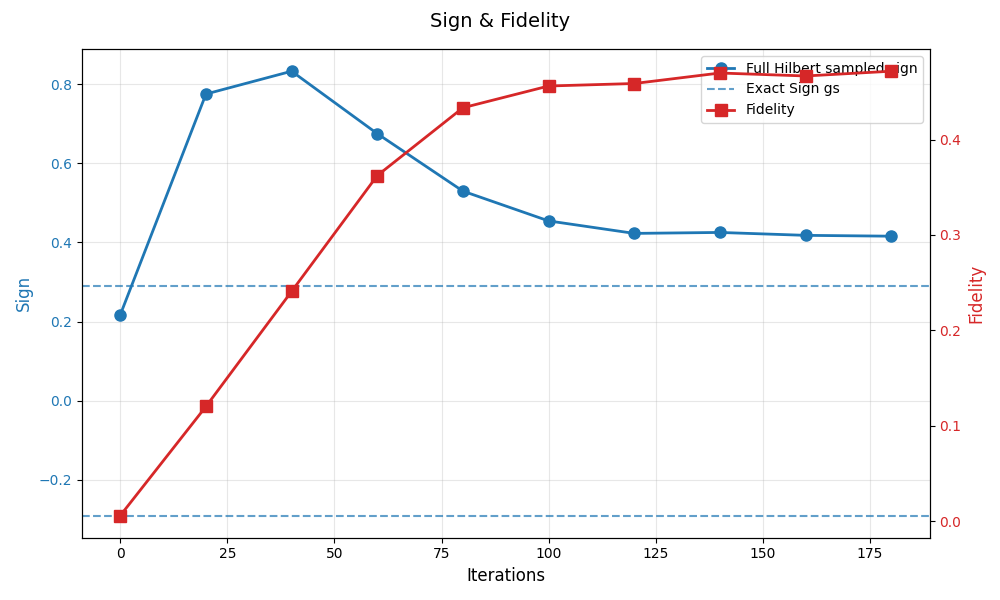 Sign & Fidelity
Full Hilbert sampled sign
Exact Sign gs
Fidelity
0.8
0.6
0.4
0.2
0.0
−0.2
Sign
0.4
0.3
0.2
0.1
0.0
Fidelity
0 25 50 75 100 125 150 175
Iterations